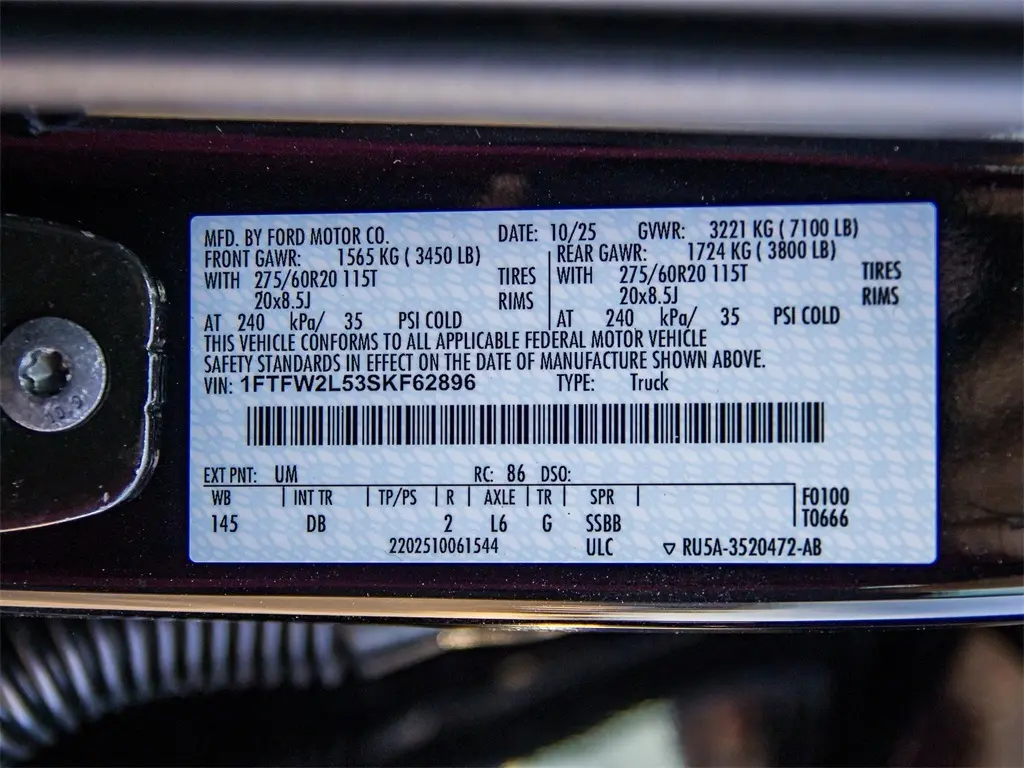 MFD. BY FORD MOTOR CO. DATE: 10/25 GVWR: 3221 KG ( 7100 LB)
FRONT GAWR: 1565 KG ( 3450 LB) REAR GAWR: 1724 KG ( 3800 LB)
WITH 275/60R20 115T TIRES WITH 275/60R20 115T TIRES
20x8.5J RIMS 20x8.5J RIMS
AT 240 kPa/ 35 PSI COLD AT 240 kPa/ 35 PSI COLD
THIS VEHICLE CONFORMS TO ALL APPLICABLE FEDERAL MOTOR VEHICLE
SAFETY STANDARDS IN EFFECT ON THE DATE OF MANUFACTURE SHOWN ABOVE.
VIN: 1FTFW2L53SKF62896 TYPE: Truck
EXT PNT: UM RC: 86 DSO:
WB INT TR TP/PS R AXLE TR SPR F0100
145 DB 2 L6 G SSBB T0666
2202510061544 ULC ▽ RU5A-3520472-AB